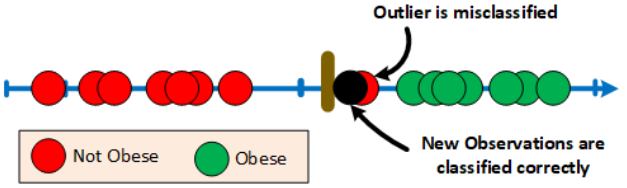 Outlier is misclassified
New Observations are
classified correctly
Not Obese
Obese